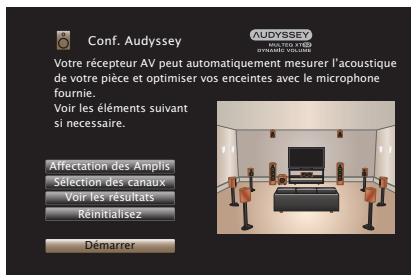 Conf. Audyssey
AUDYSSEY
MULTEQ XT32
DYNAMIC VOLUME
Votre récepteur AV peut automatiquement mesurer l'acoustique
de votre pièce et optimiser vos enceintes avec le microphone
fournie.
Voir les éléments suivant
si necessaire.
Affectation des Amplis
Sélection des canaux
Voir les résultats
Réinitialisez
Démarrer